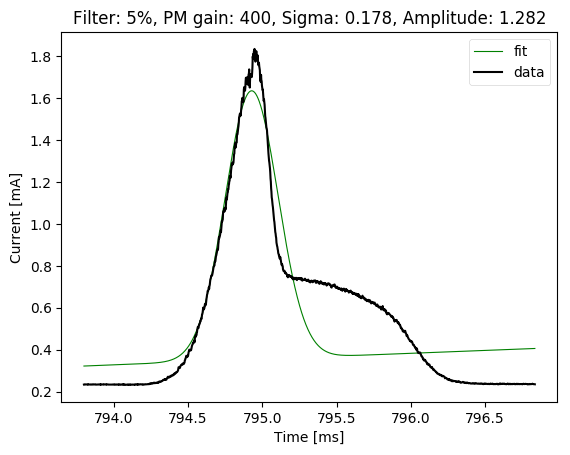 Filter: 5%, PM gain: 400, Sigma: 0.178, Amplitude: 1.282
fit
data
Current [mA]
1.8
1.6
1.4
1.2
1.0
0.8
0.6
0.4
0.2
794.0 794.5 795.0 795.5 796.0 796.5
Time [ms]